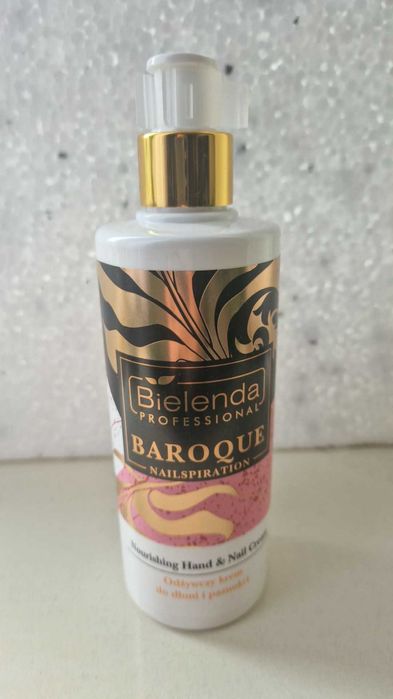 Bielenda
PROFESSIONAL
BAROQUE
NAILSPIRATION
Nourishing Hand & Nail Cream
Odżywczy krem
do dłoni i paznokci